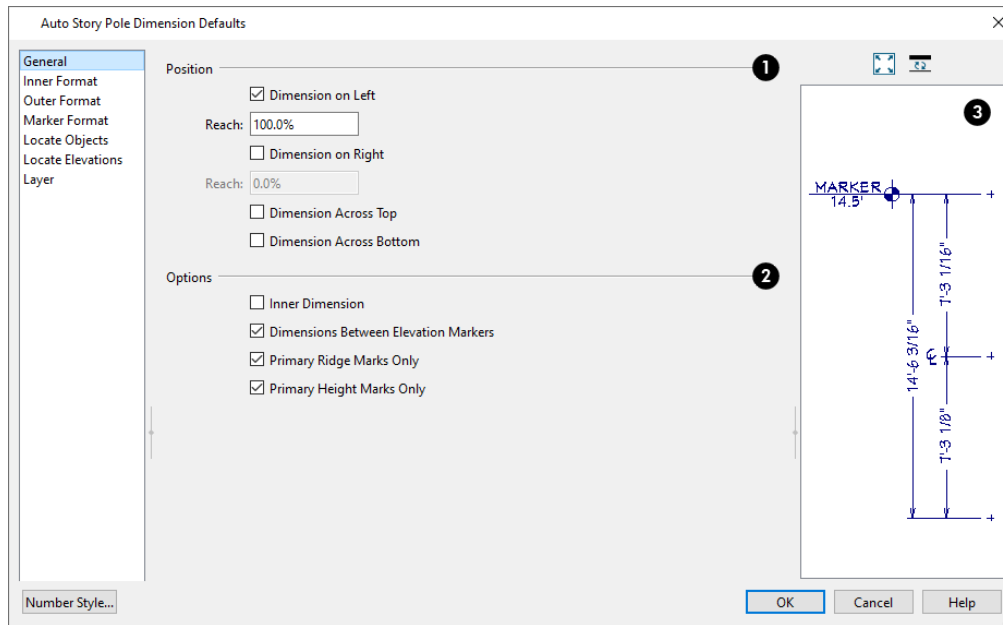 Auto Story Pole Dimension Defaults
General
Inner Format
Outer Format
Marker Format
Locate Objects
Locate Elevations
Layer
Position
1
Dimension on Left
Reach: 100.0%
Dimension on Right
Reach: 0.0%
Dimension Across Top
Dimension Across Bottom
Options
2
Inner Dimension
Dimensions Between Elevation Markers
Primary Ridge Marks Only
Primary Height Marks Only
3
MARKER
14.5'
7'-3 1/16"
14'-6 3/16"
7'-3 1/8"
Number Style...
OK
Cancel
Help